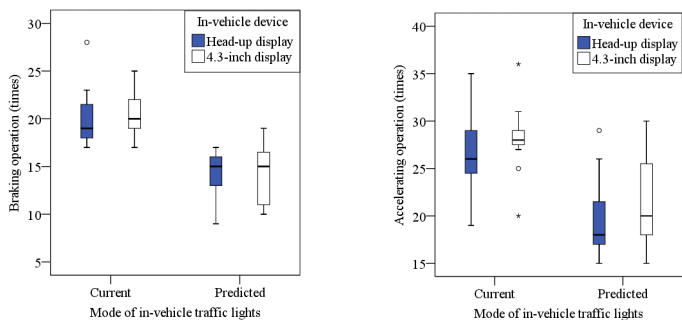 In-vehicle device
Head-up display
4.3-inch display
Braking operation (times)
30
25
20
15
10
5
Current
Predicted
Mode of in-vehicle traffic lights
In-vehicle device
Head-up display
4.3-inch display
Accelerating operation (times)
40
35
30
25
20
15
Current
Predicted
Mode of in-vehicle traffic lights